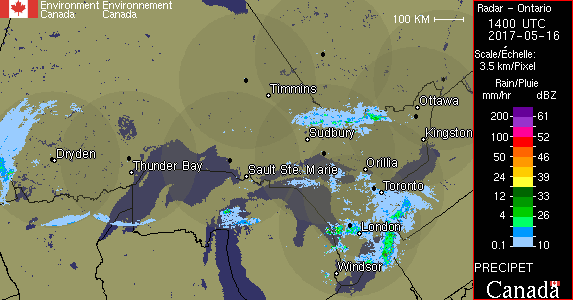 Environment Environnement
Canada Canada
100 KM
Timmins
Ottawa
Sudbury
Kingston
Dryden
Thunder Bay
Sault Ste. Marie
Orillia
Toronto
London
Windsor
Radar - Ontario
1400 UTC
2017-05-16
Scale/Échelle:
3.5 km/Pixel
Rain/Pluie
mm/hr dBZ
200 61
100 52
50 46
24 39
12 33
4 26
0.1 10
PRECIPET
Canada